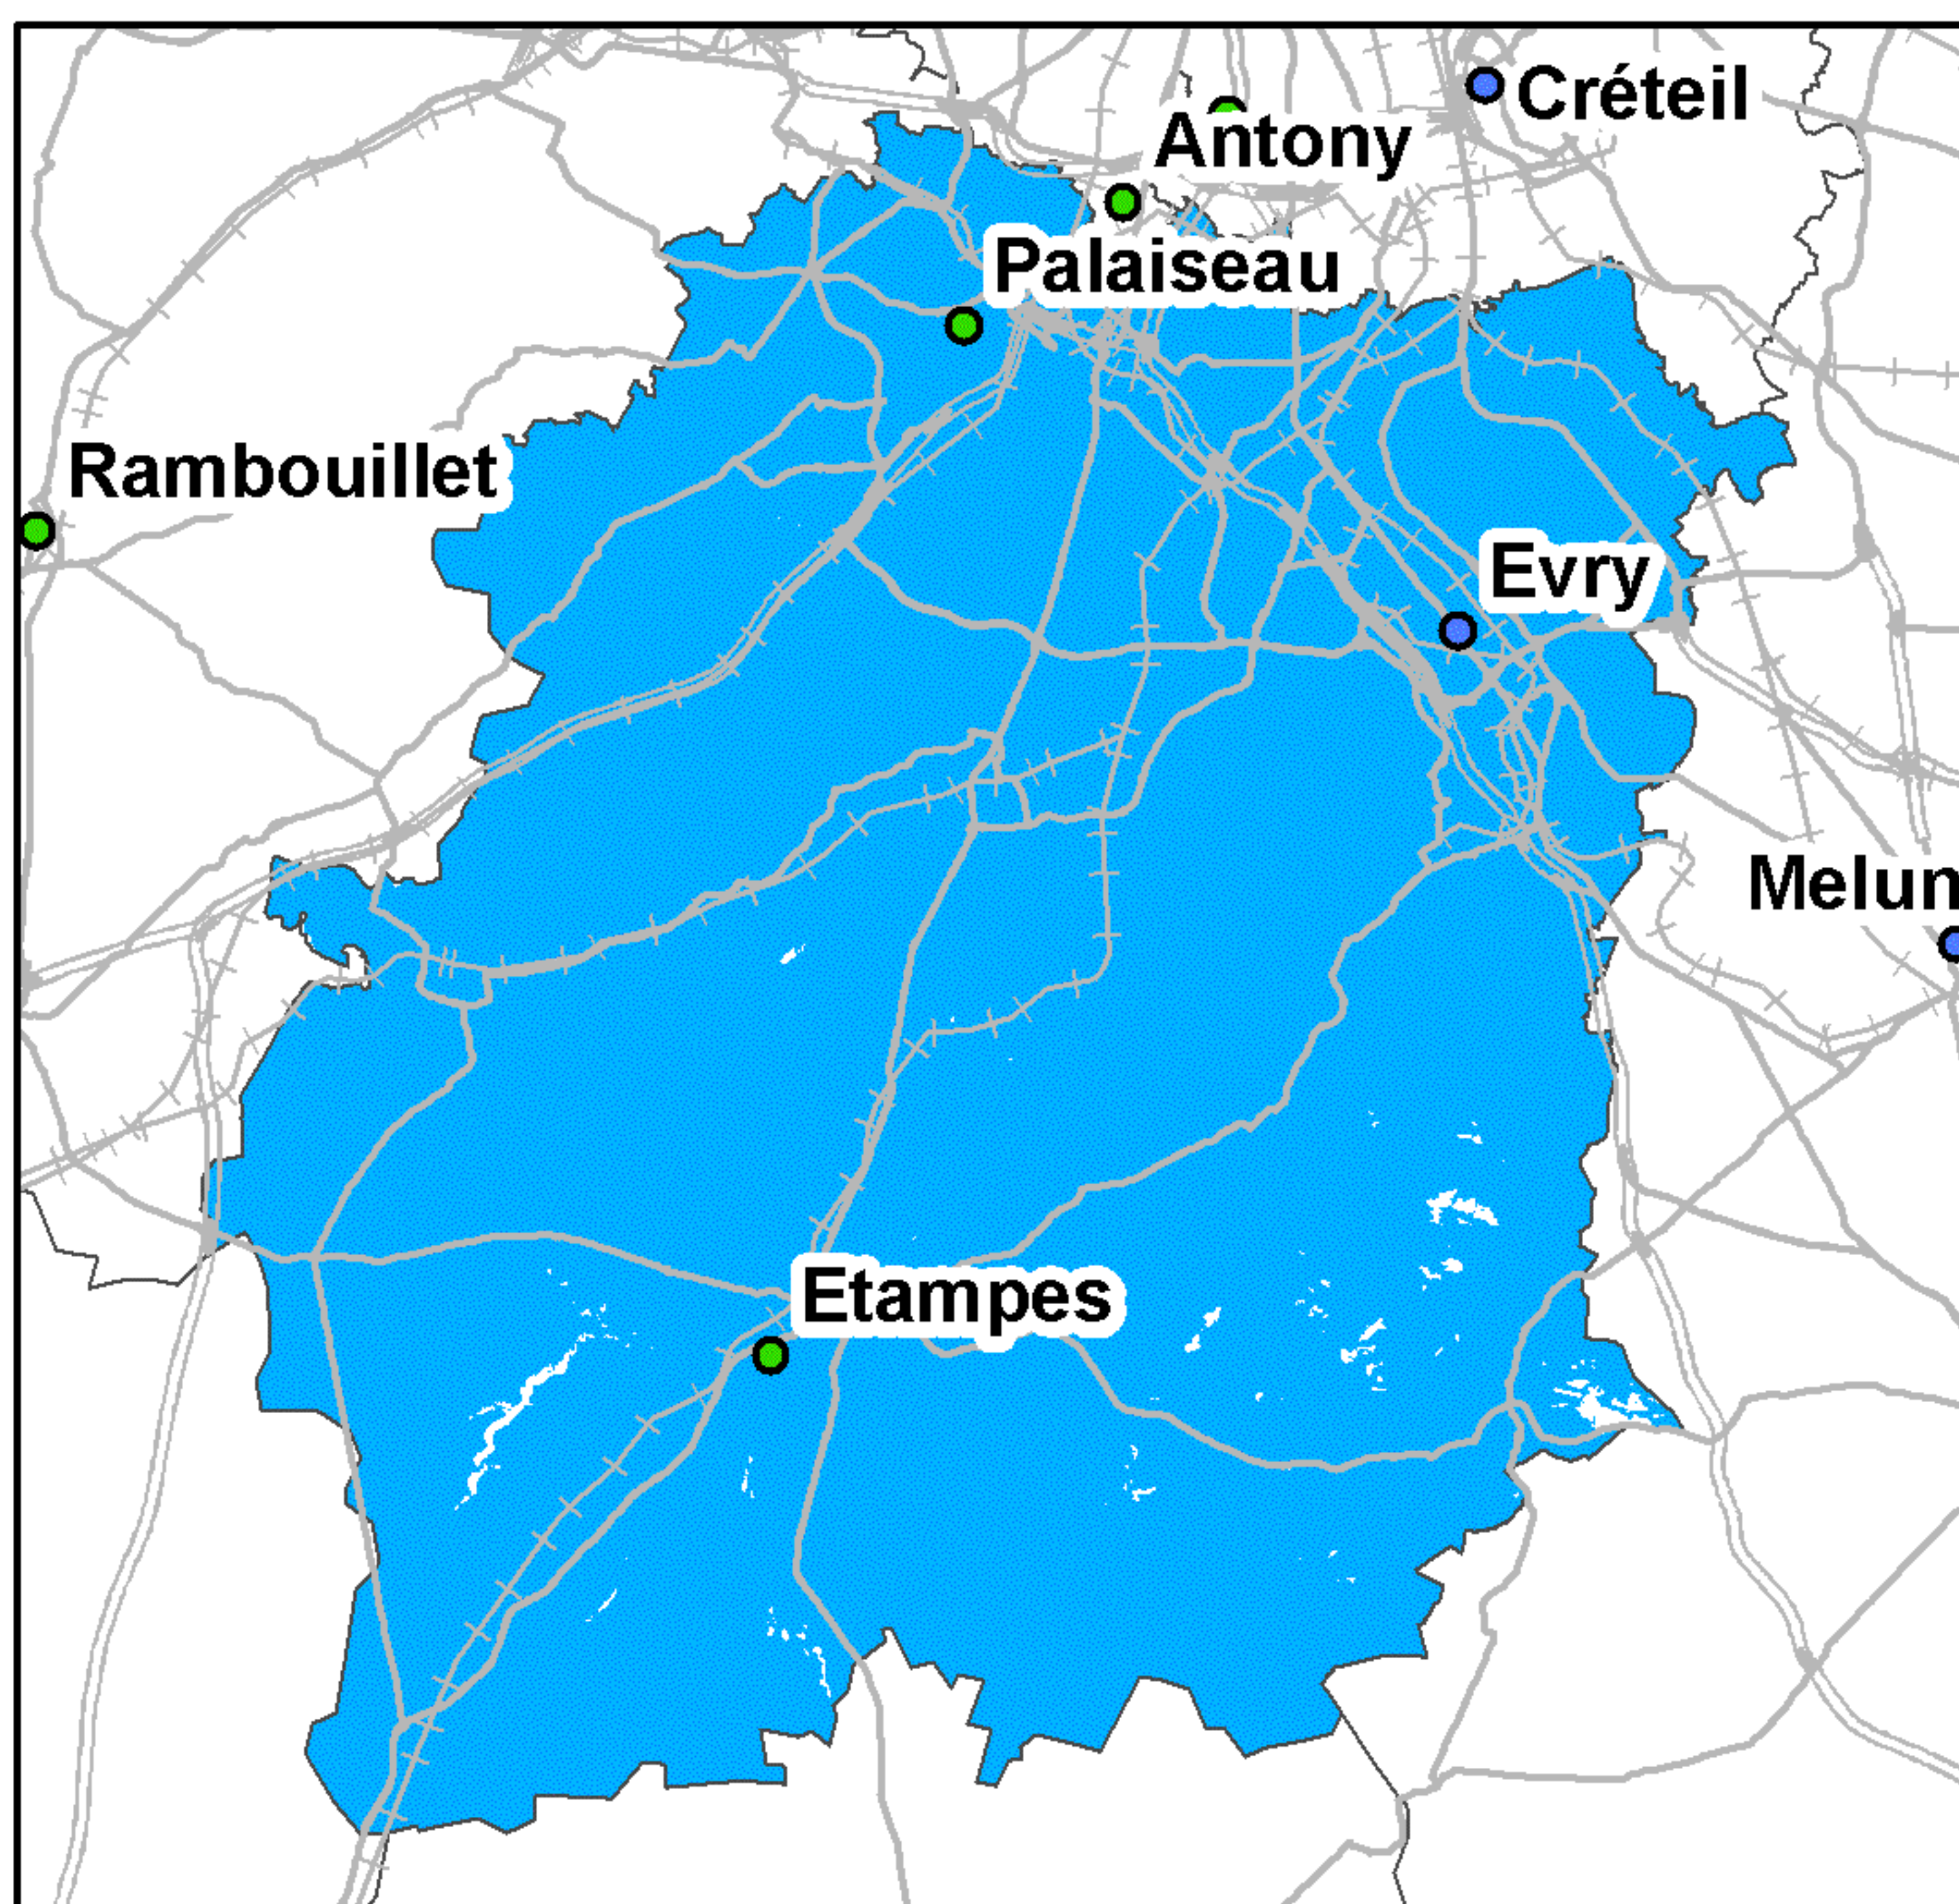 Créteil
Antony
Palaiseau
Rambouillet
Evry
Melun
Etampes